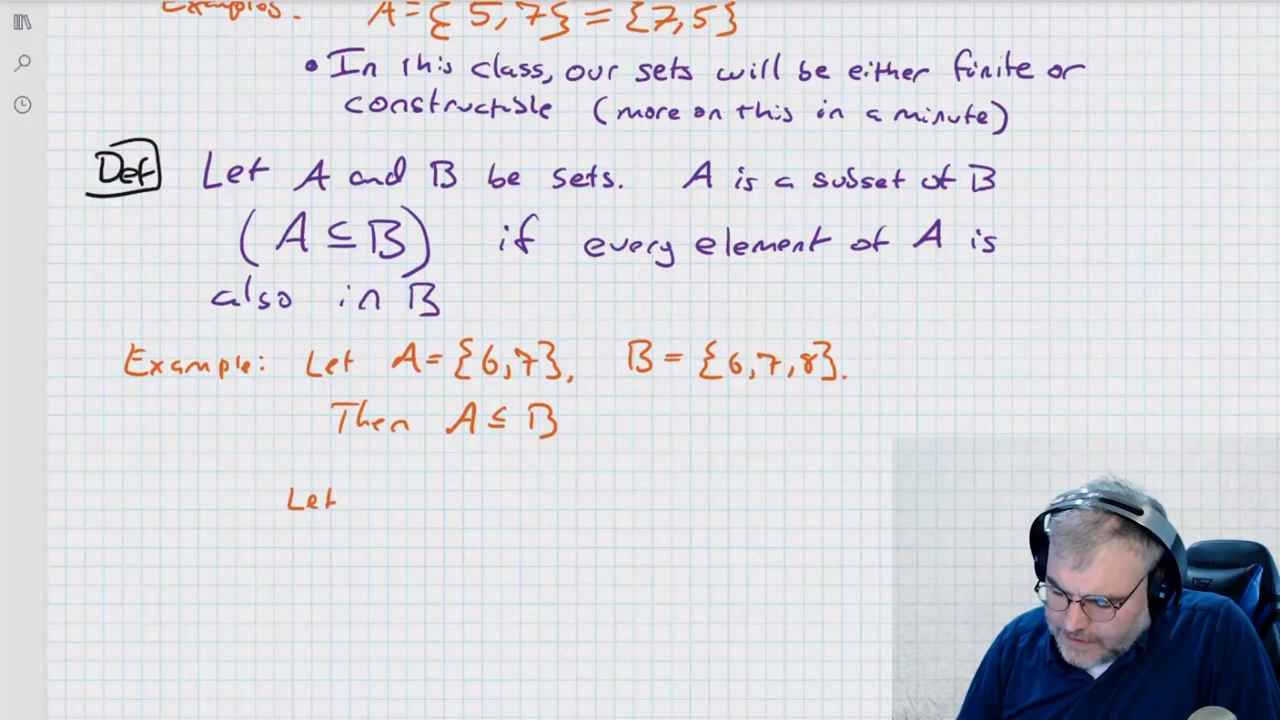 Examples: A={5,7}={7,5}
• In this class, our sets will be either finite or
constructible (more on this in a minute)
Def Let A and B be sets. A is a subset of B
(A ⊆ B) if every element of A is
also in B
Example: Let A={6,7}, B={6,7,8}.
Then A ⊆ B
Let